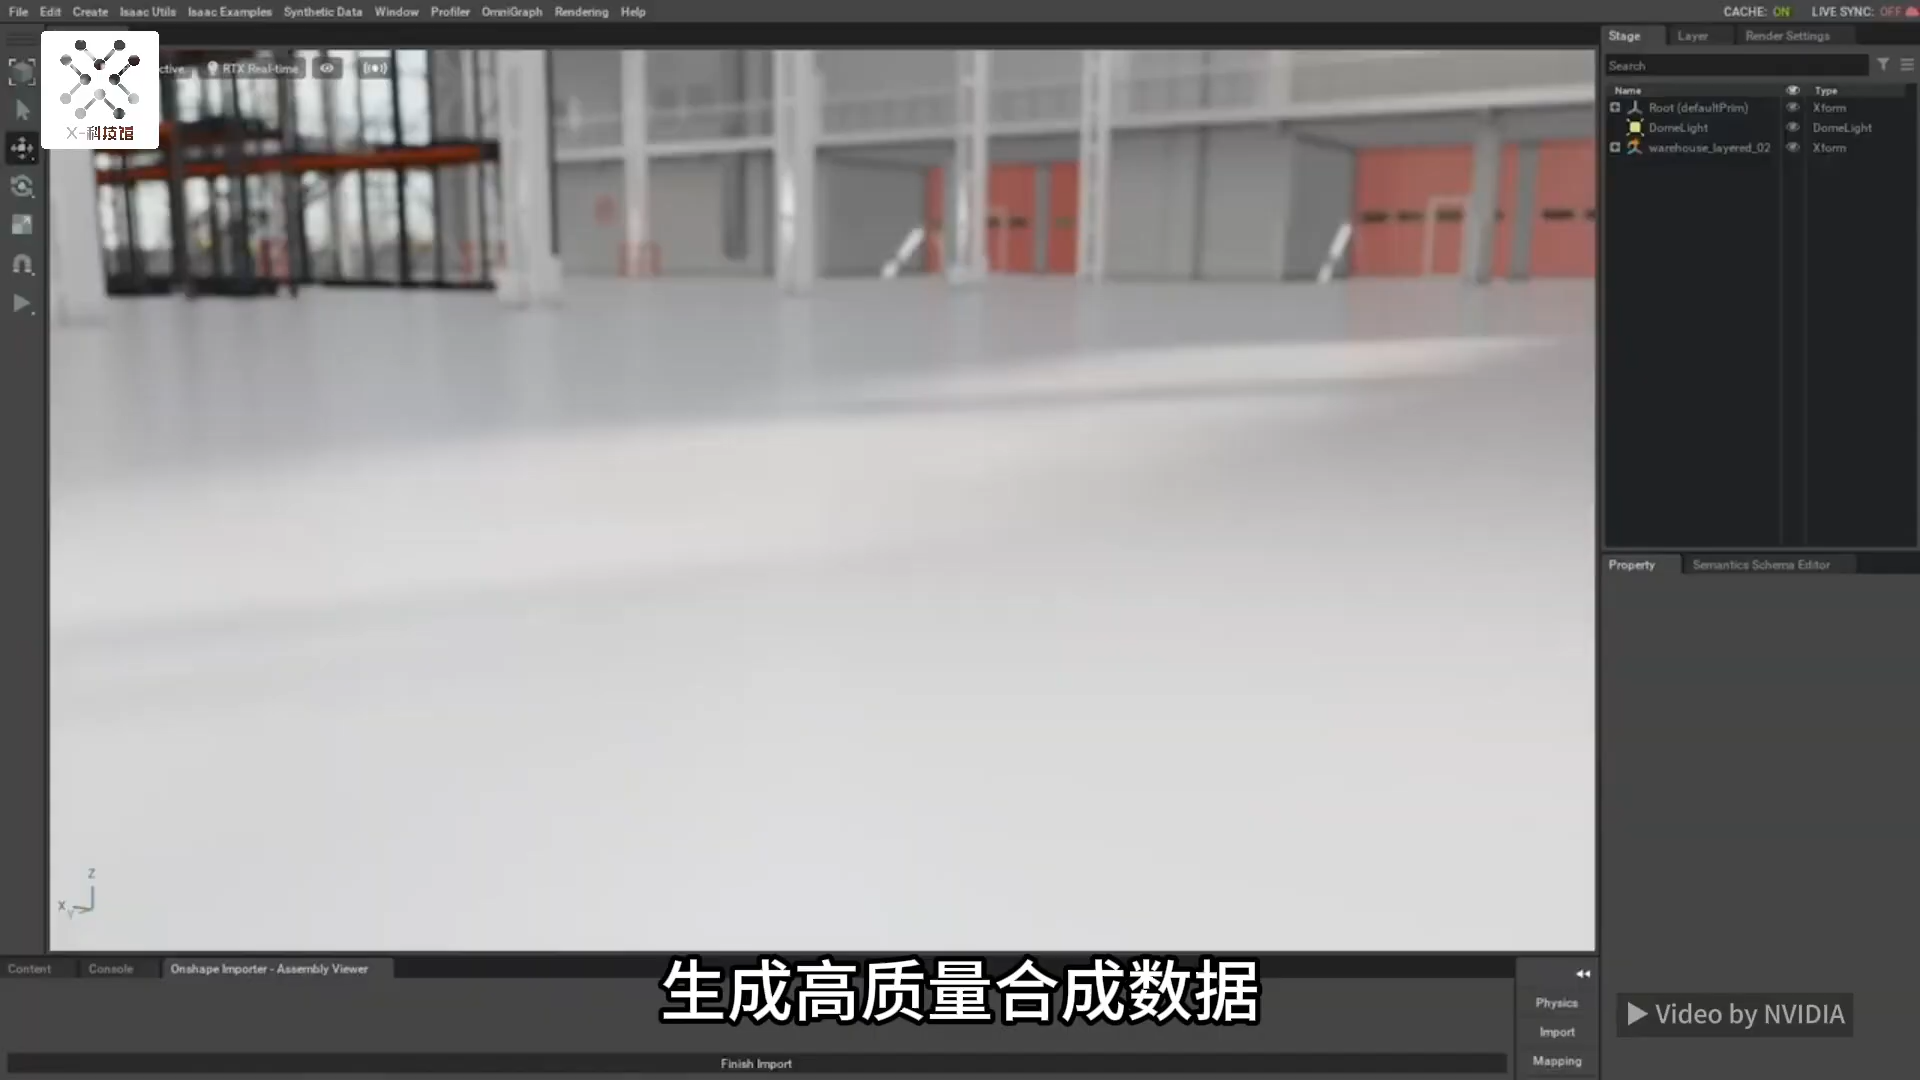 File Edit Create Isaac Utils Isaac Examples Synthetic Data Window Profiler OmniGraph Rendering Help
CACHE: ON LIVE SYNC: OFF
X-科技馆
ctive
RTX Real-time
Stage Layer Render Settings
Search
Name Type
Root (defaultPrim) Xform
DomeLight DomeLight
warehouse_layered_02 Xform
Property Semantics Schema Editor
Z
X
Y
Content Console Onshape Importer - Assembly Viewer
生成高质量合成数据
Physics
Import
Mapping
Video by NVIDIA
Finish Import